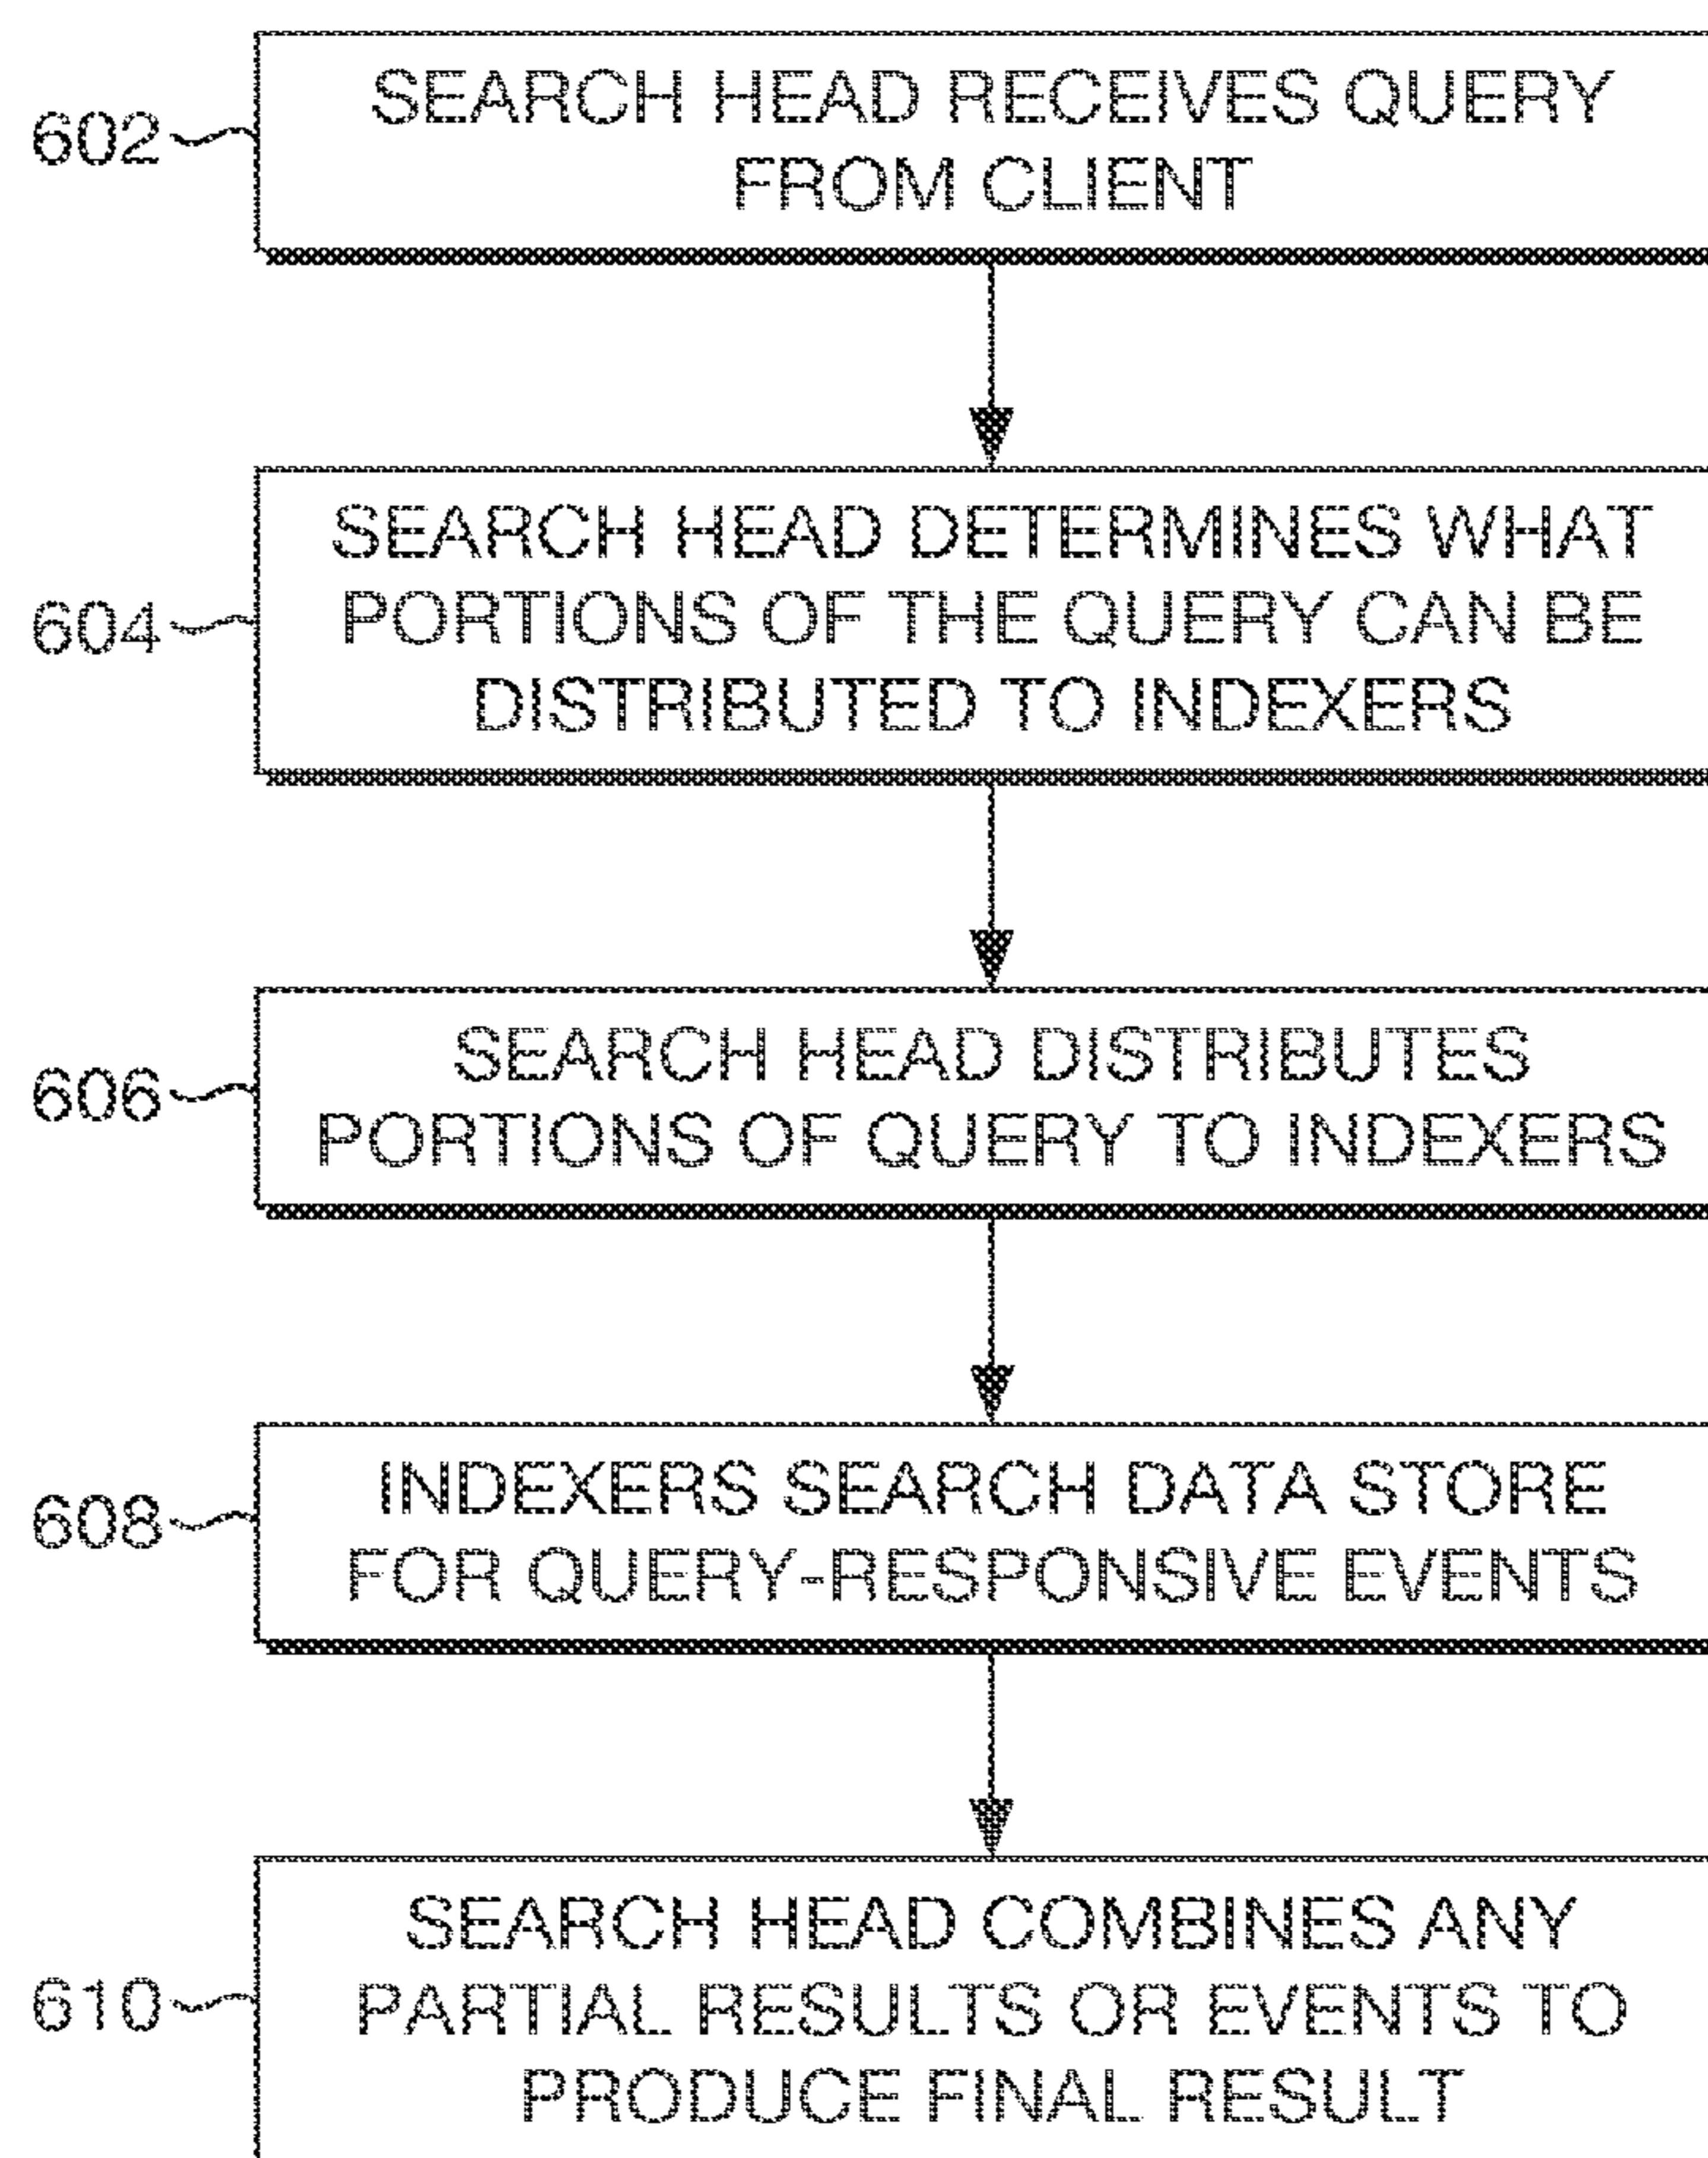 602
SEARCH HEAD RECEIVES QUERY
FROM CLIENT
604
SEARCH HEAD DETERMINES WHAT
PORTIONS OF THE QUERY CAN BE
DISTRIBUTED TO INDEXERS
606
SEARCH HEAD DISTRIBUTES
PORTIONS OF QUERY TO INDEXERS
608
INDEXERS SEARCH DATA STORE
FOR QUERY-RESPONSIVE EVENTS
610
SEARCH HEAD COMBINES ANY
PARTIAL RESULTS OR EVENTS TO
PRODUCE FINAL RESULT